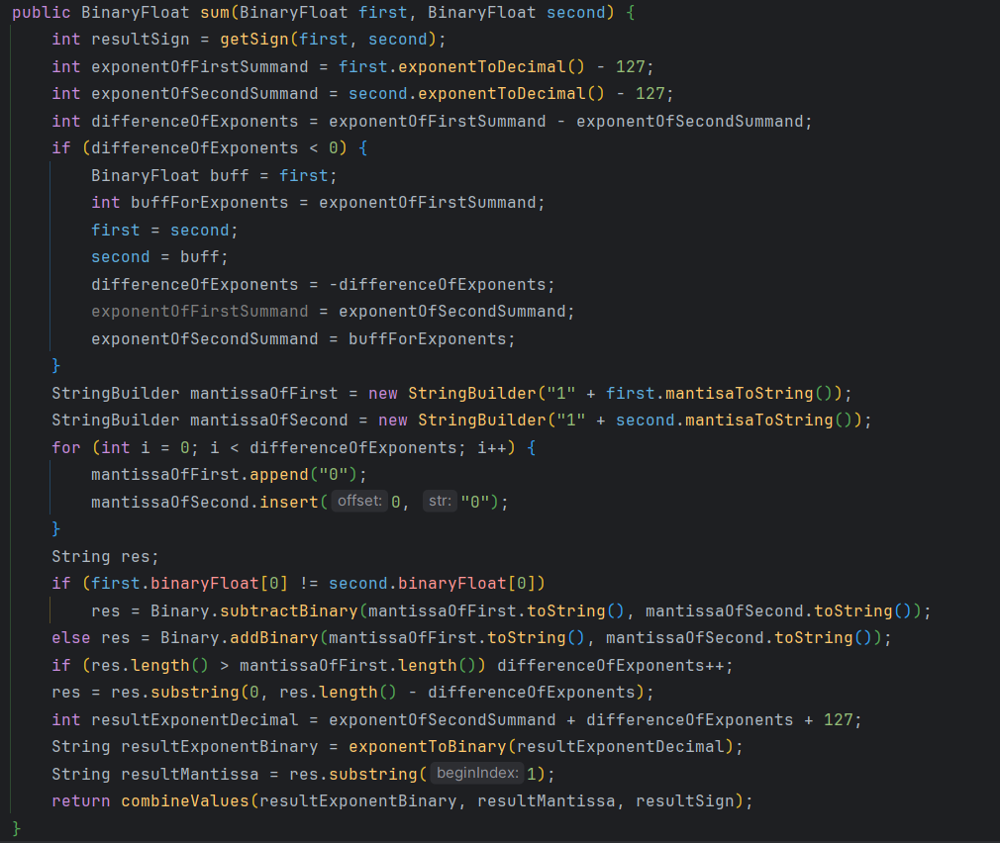 public BinaryFloat sum(BinaryFloat first, BinaryFloat second) {
    int resultSign = getSign(first, second);
    int exponentOfFirstSummand = first.exponentToDecimal() - 127;
    int exponentOfSecondSummand = second.exponentToDecimal() - 127;
    int differenceOfExponents = exponentOfFirstSummand - exponentOfSecondSummand;
    if (differenceOfExponents < 0) {
        BinaryFloat buff = first;
        int buffForExponents = exponentOfFirstSummand;
        first = second;
        second = buff;
        differenceOfExponents = -differenceOfExponents;
        exponentOfFirstSummand = exponentOfSecondSummand;
        exponentOfSecondSummand = buffForExponents;
    }
    StringBuilder mantissaOfFirst = new StringBuilder("1" + first.mantisaToString());
    StringBuilder mantissaOfSecond = new StringBuilder("1" + second.mantisaToString());
    for (int i = 0; i < differenceOfExponents; i++) {
        mantissaOfFirst.append("0");
        mantissaOfSecond.insert( offset: 0, str: "0");
    }
    String res;
    if (first.binaryFloat[0] != second.binaryFloat[0])
        res = Binary.subtractBinary(mantissaOfFirst.toString(), mantissaOfSecond.toString());
    else res = Binary.addBinary(mantissaOfFirst.toString(), mantissaOfSecond.toString());
    if (res.length() > mantissaOfFirst.length()) differenceOfExponents++;
    res = res.substring(0, res.length() - differenceOfExponents);
    int resultExponentDecimal = exponentOfSecondSummand + differenceOfExponents + 127;
    String resultExponentBinary = exponentToBinary(resultExponentDecimal);
    String resultMantissa = res.substring( beginIndex: 1);
    return combineValues(resultExponentBinary, resultMantissa, resultSign);
}